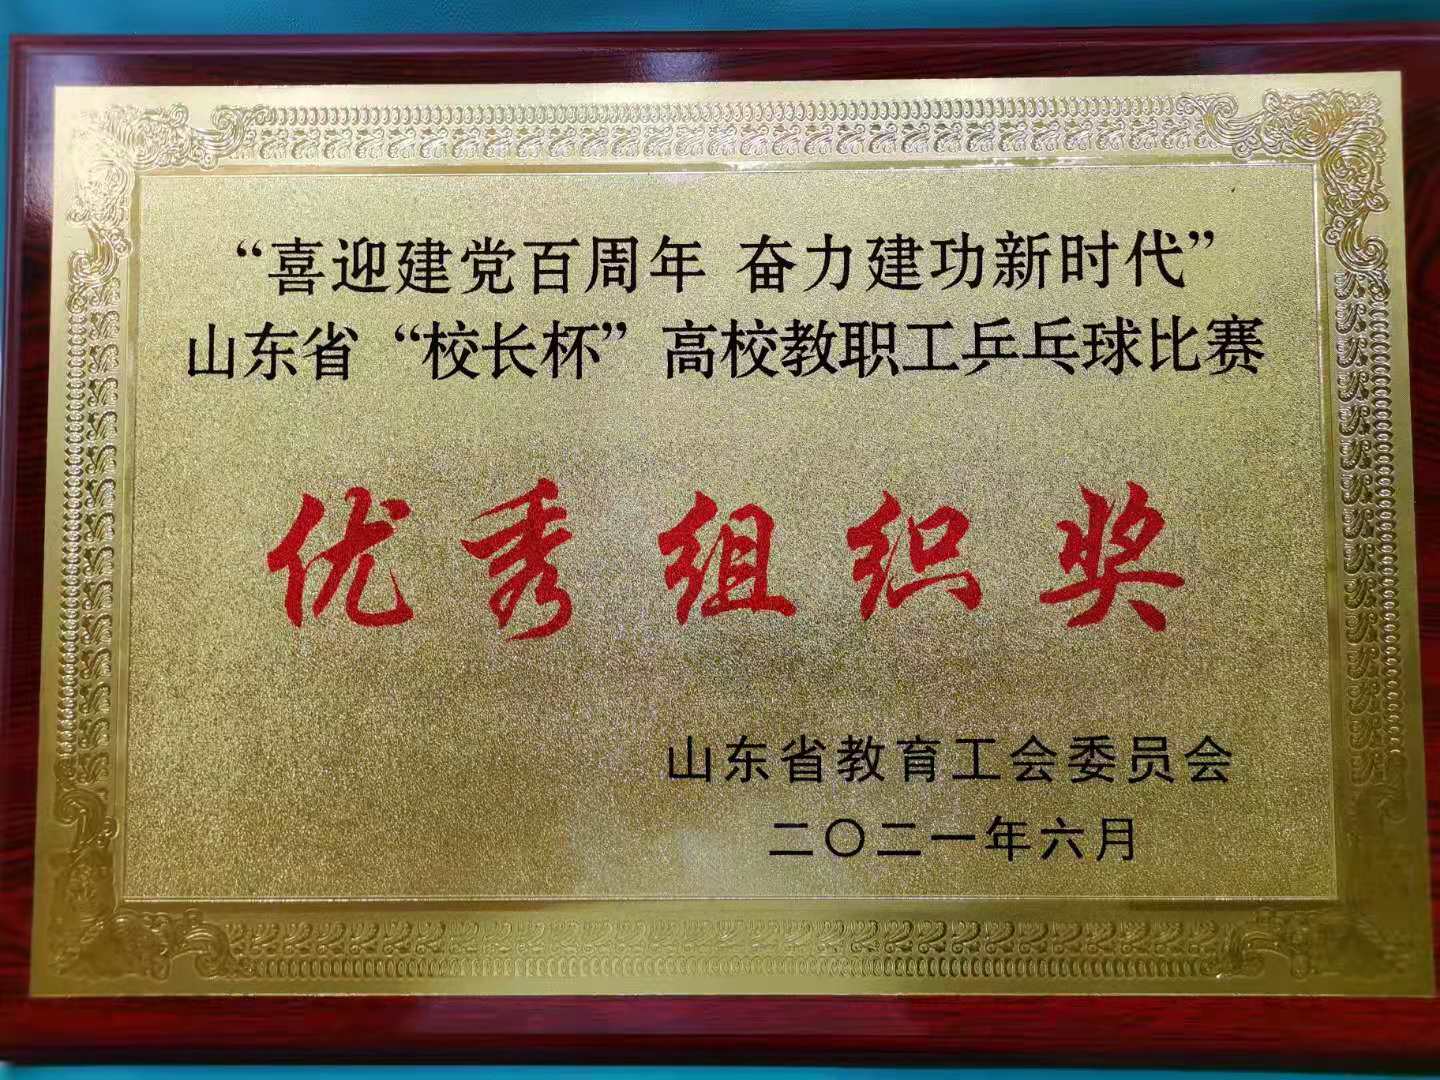 “喜迎建党百周年 奋力建功新时代”
山东省“校长杯”高校教职工乒乓球比赛
优秀组织奖
山东省教育工会委员会
二〇二一年六月